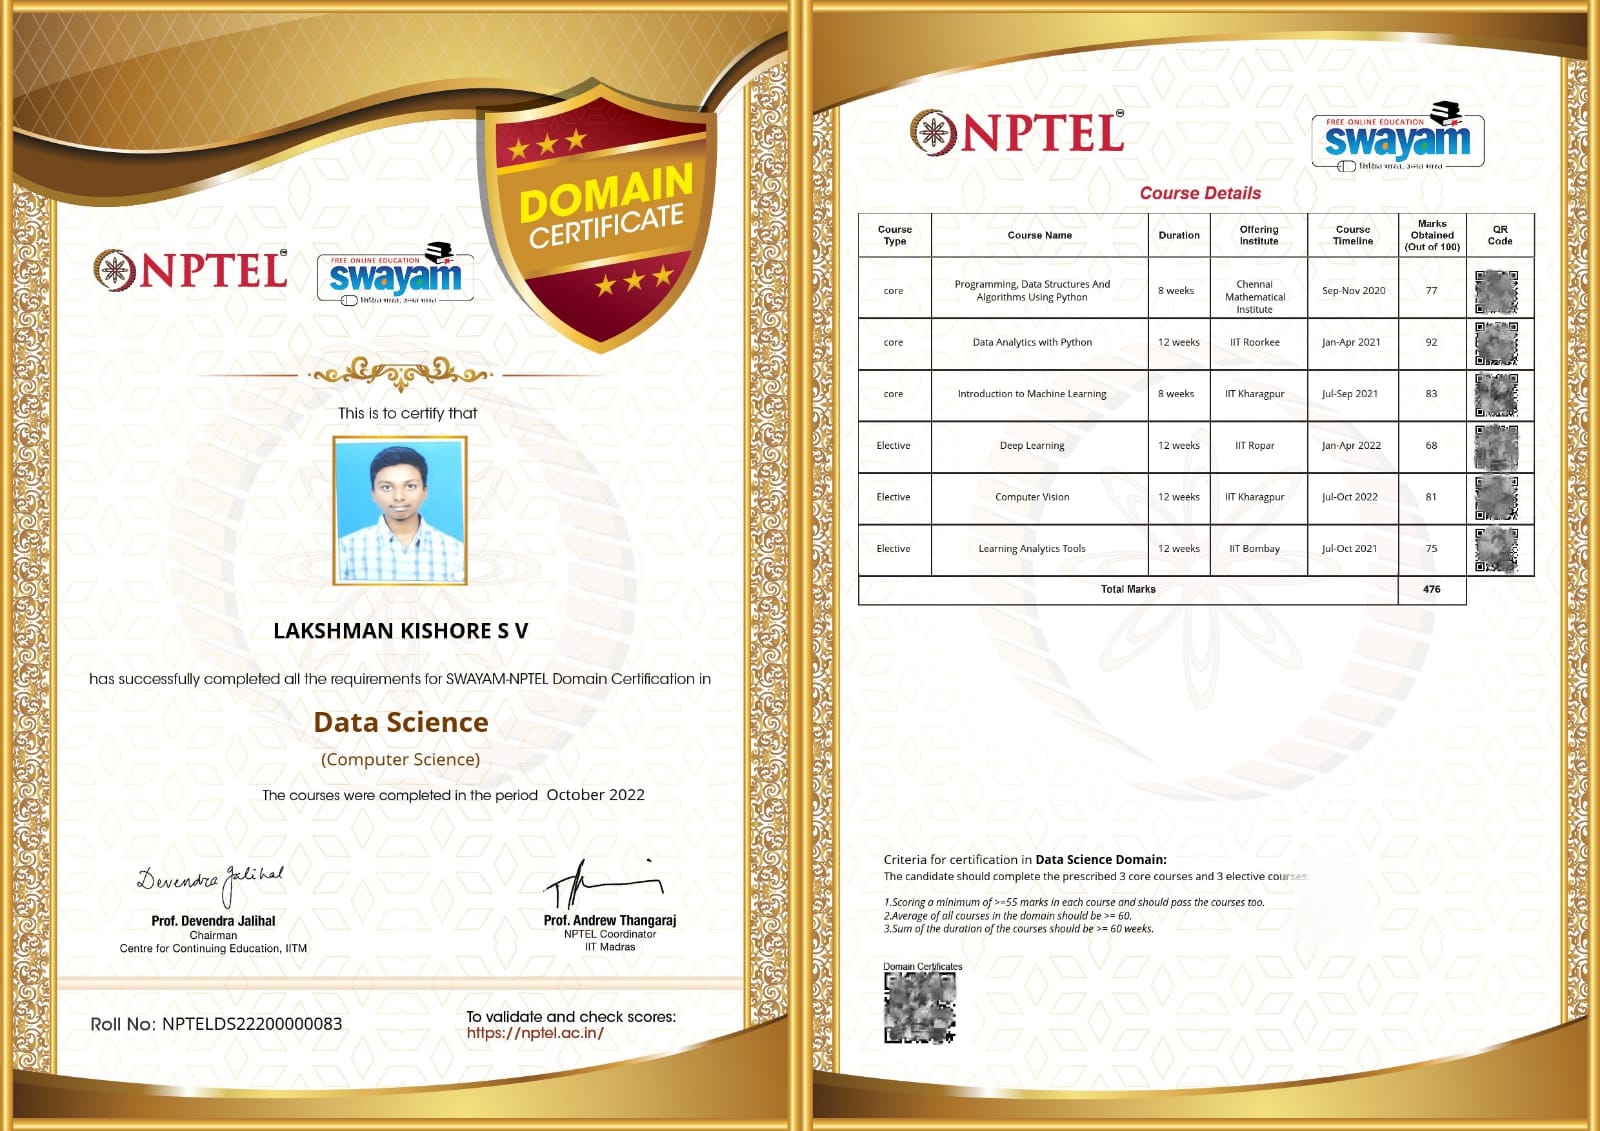 DOMAIN
CERTIFICATE
NPTEL
FREE ONLINE EDUCATION
swayam
शिक्षित भारत, उन्नत भारत
This is to certify that
LAKSHMAN KISHORE S V
has successfully completed all the requirements for SWAYAM-NPTEL Domain Certification in
Data Science
(Computer Science)
The courses were completed in the period October 2022
Devendra Jalihal
Prof. Devendra Jalihal
Chairman
Centre for Continuing Education, IITM
Prof. Andrew Thangaraj
NPTEL Coordinator
IIT Madras
Roll No: NPTELDS22200000083
To validate and check scores:
https://nptel.ac.in/
NPTEL
FREE ONLINE EDUCATION
swayam
शिक्षित भारत, उन्नत भारत
Course Details
Course Type Course Name Duration Offering Institute Course Timeline Marks Obtained (Out of 100) QR Code
core Programming, Data Structures And Algorithms Using Python 8 weeks Chennai Mathematical Institute Sep-Nov 2020 77
core Data Analytics with Python 12 weeks IIT Roorkee Jan-Apr 2021 92
core Introduction to Machine Learning 8 weeks IIT Kharagpur Jul-Sep 2021 83
Elective Deep Learning 12 weeks IIT Ropar Jan-Apr 2022 68
Elective Computer Vision 12 weeks IIT Kharagpur Jul-Oct 2022 81
Elective Learning Analytics Tools 12 weeks IIT Bombay Jul-Oct 2021 75
Total Marks 476
Criteria for certification in Data Science Domain:
The candidate should complete the prescribed 3 core courses and 3 elective courses:
1.Scoring a minimum of >=55 marks in each course and should pass the courses too.
2.Average of all courses in the domain should be >= 60.
3.Sum of the duration of the courses should be >= 60 weeks.
Domain Certificates